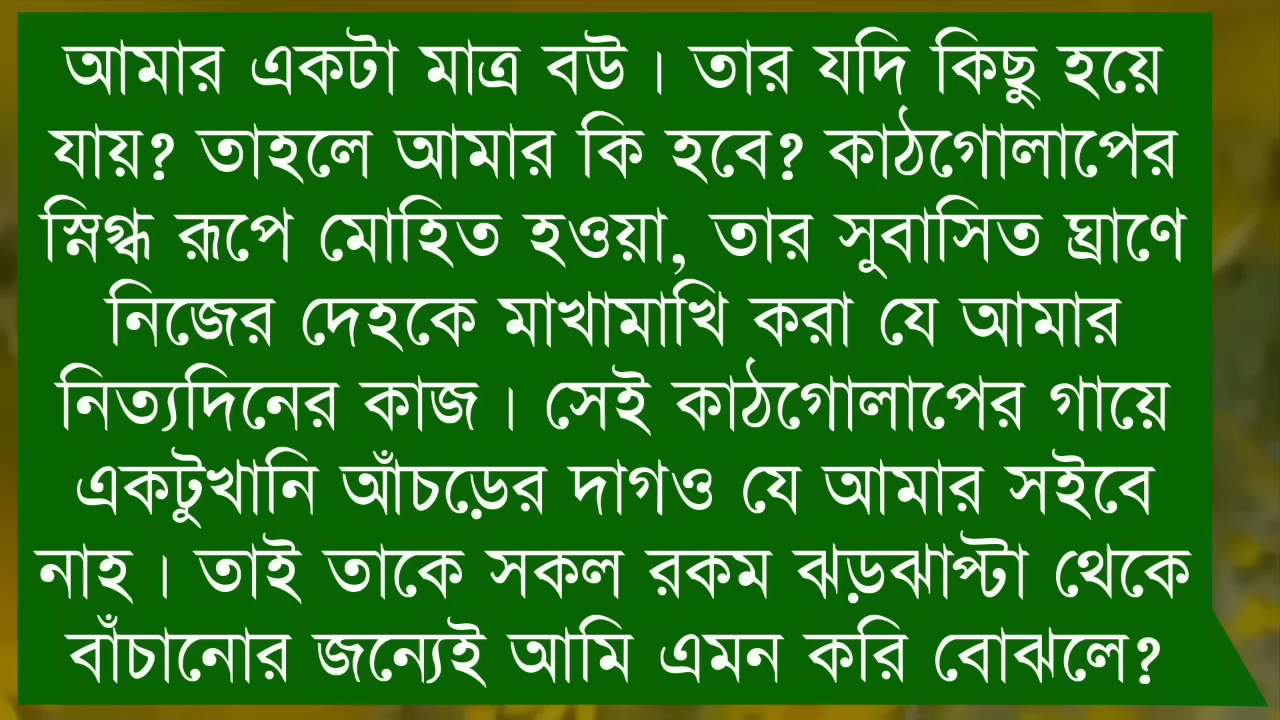 আমার একটা মাত্র বউ । তার যদি কিছু হয়ে
যায়? তাহলে আমার কি হবে? কাঠগোলাপের
স্নিগ্ধ রূপে মোহিত হওয়া, তার সুবাসিত ঘ্রাণে
নিজের দেহকে মাখামাখি করা যে আমার
নিত্যদিনের কাজ । সেই কাঠগোলাপের গায়ে
একটুখানি আঁচড়ের দাগও যে আমার সইবে
নাহ । তাই তাকে সকল রকম ঝড়ঝাপ্টা থেকে
বাঁচানোর জন্যেই আমি এমন করি বোঝলে?